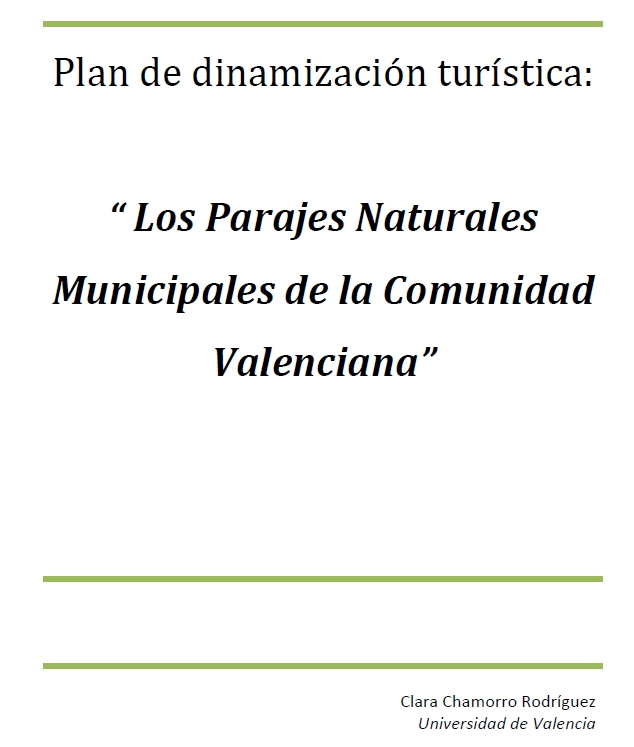 Plan de dinamización turística:
“ Los Parajes Naturales
Municipales de la Comunidad
Valenciana”
Clara Chamorro Rodríguez
Universidad de Valencia